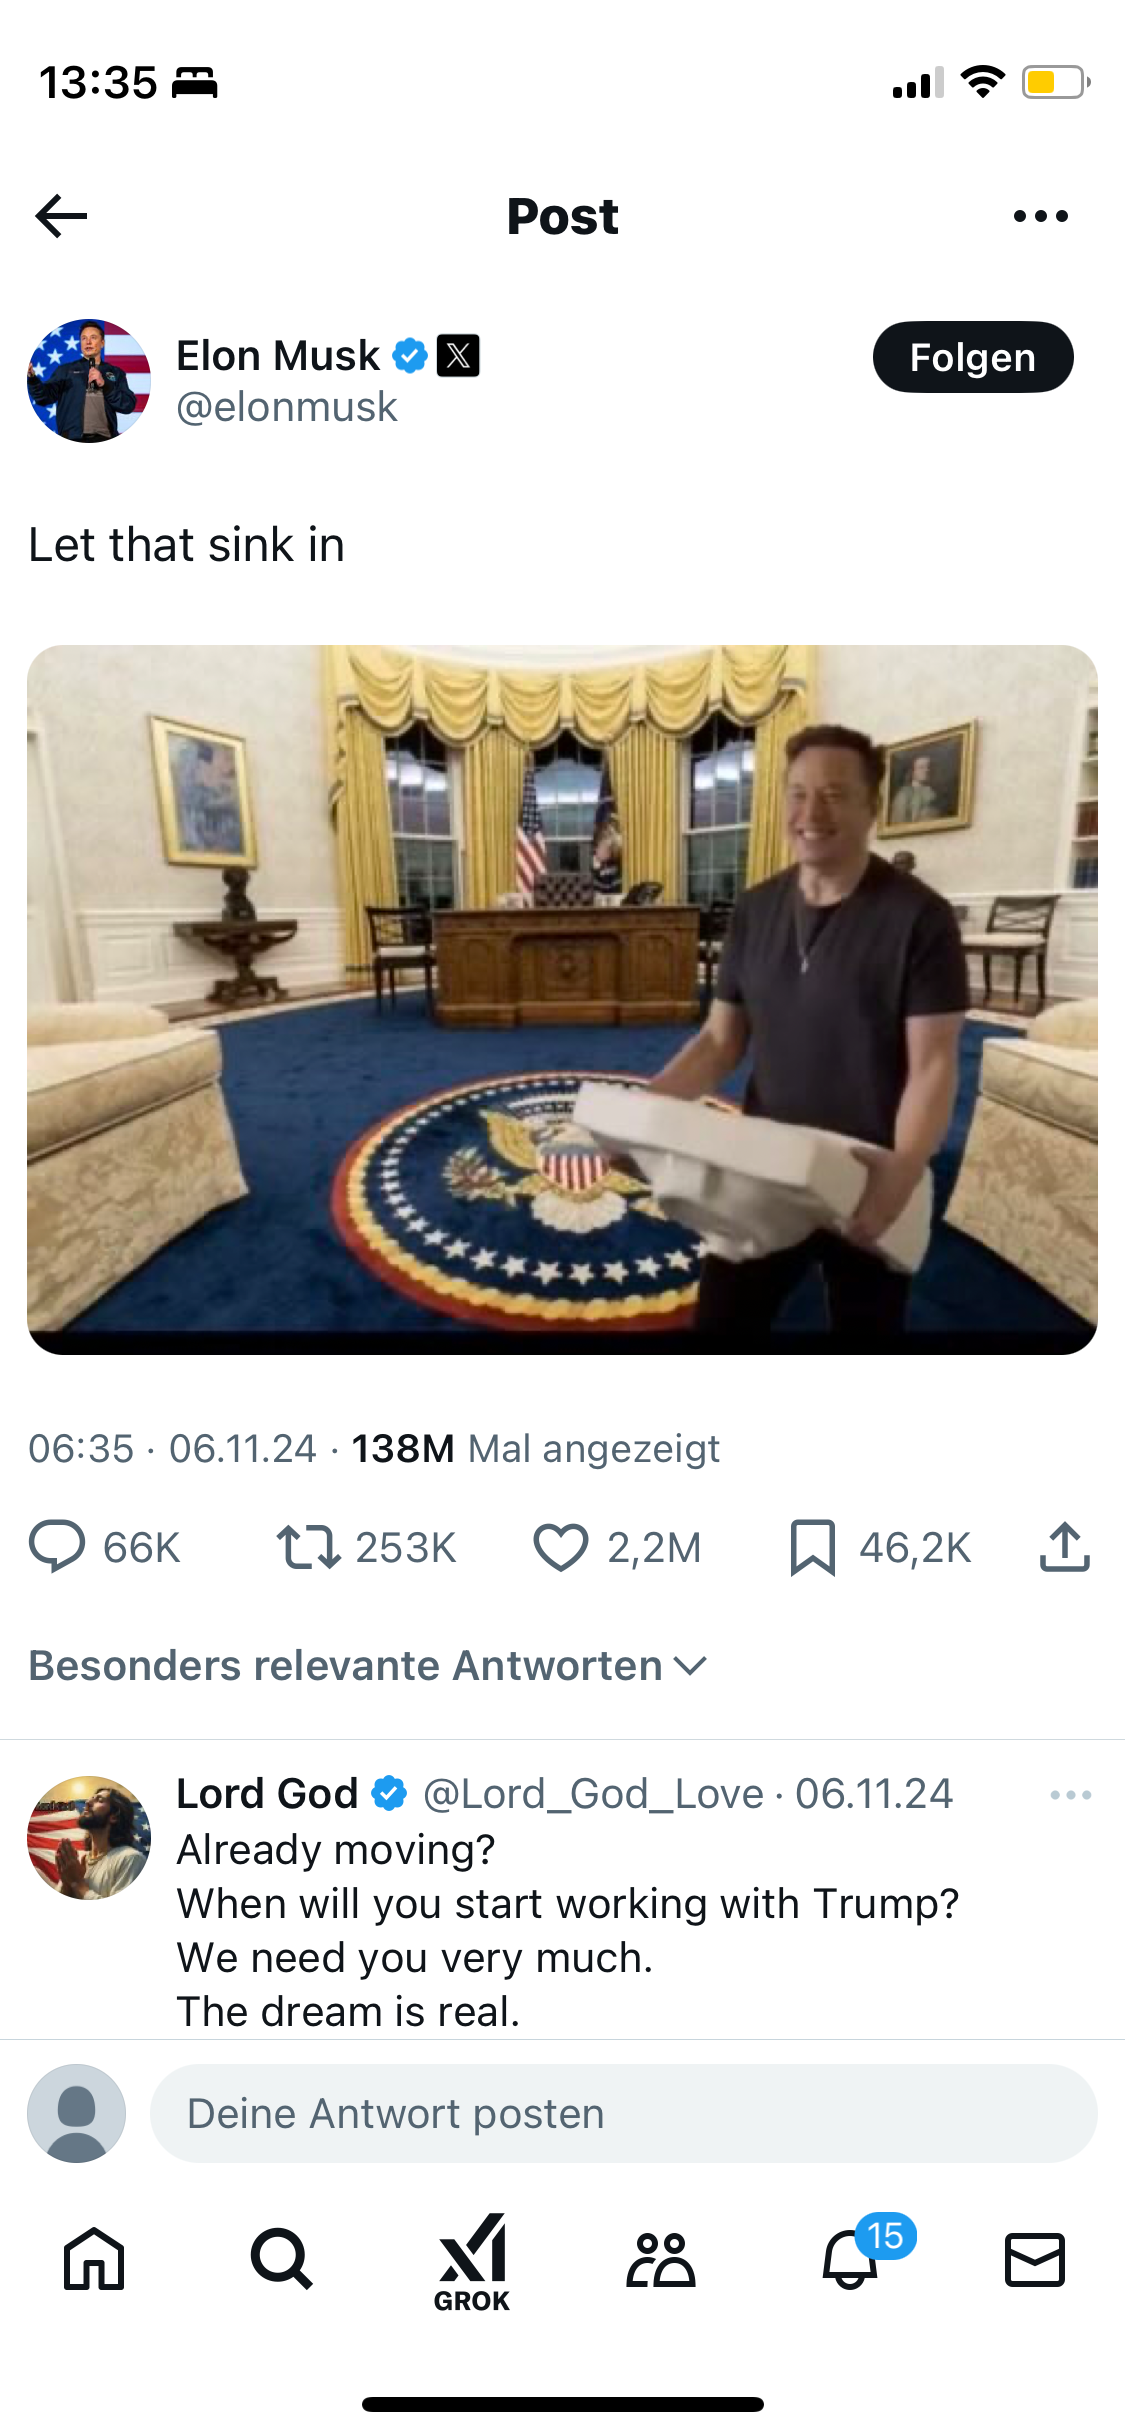 13:35
Post
Elon Musk
@elonmusk
Folgen
Let that sink in
06:35 · 06.11.24 · 138M Mal angezeigt
66K 253K 2,2M 46,2K
Besonders relevante Antworten
Lord God @Lord_God_Love · 06.11.24
Already moving?
When will you start working with Trump?
We need you very much.
The dream is real.
Deine Antwort posten
15
GROK